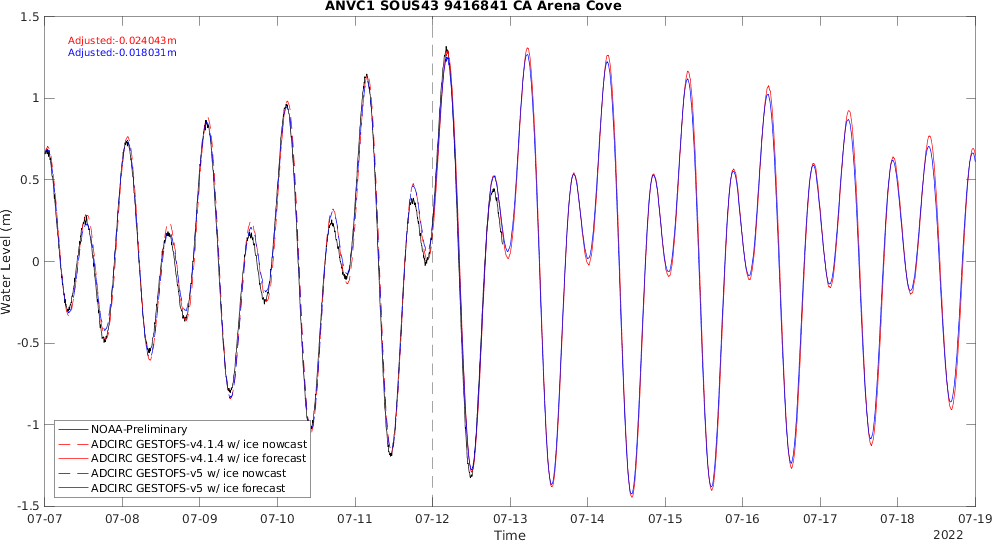 ANVC1 SOUS43 9416841 CA Arena Cove
Adjusted:-0.024043m
Adjusted:-0.018031m
1.5
1
0.5
0
-0.5
-1
-1.5
Water Level (m)
NOAA-Preliminary
ADCIRC GESTOFS-v4.1.4 w/ ice nowcast
ADCIRC GESTOFS-v4.1.4 w/ ice forecast
ADCIRC GESTOFS-v5 w/ ice nowcast
ADCIRC GESTOFS-v5 w/ ice forecast
07-07 07-08 07-09 07-10 07-11 07-12 07-13 07-14 07-15 07-16 07-17 07-18 07-19
Time
2022